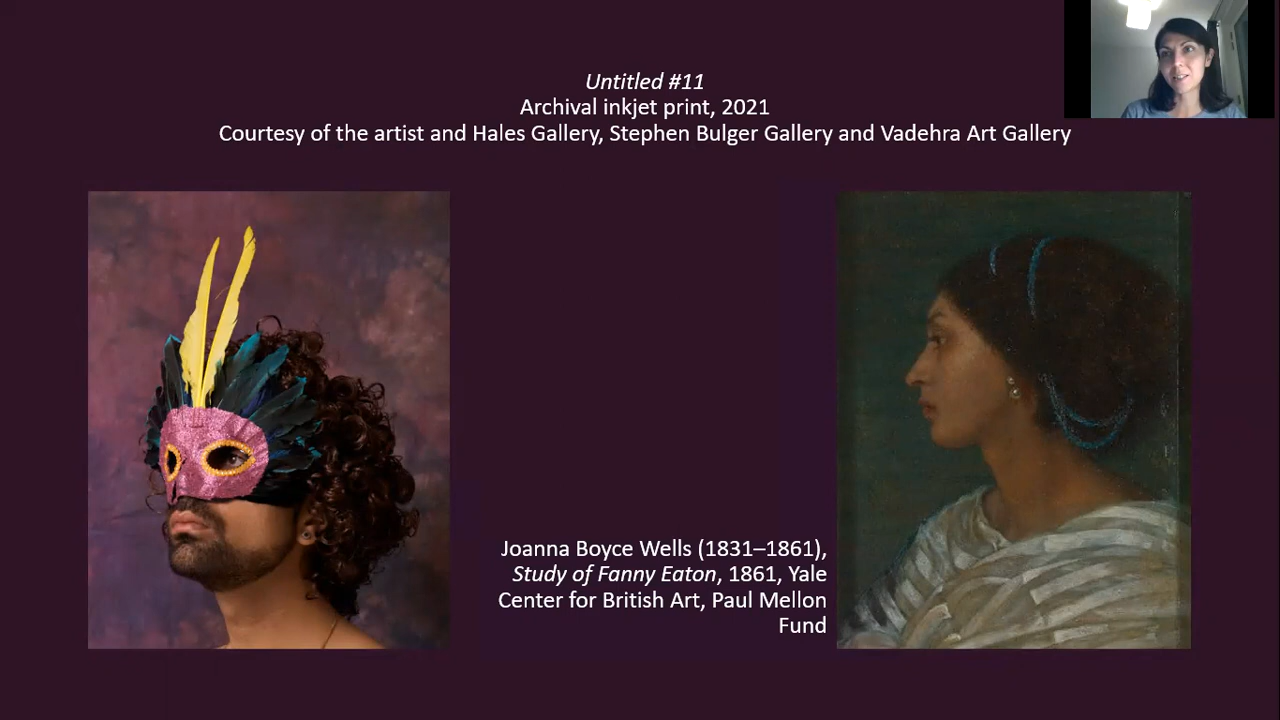 Untitled #11
Archival inkjet print, 2021
Courtesy of the artist and Hales Gallery, Stephen Bulger Gallery and Vadehra Art Gallery
Joanna Boyce Wells (1831–1861),
Study of Fanny Eaton, 1861, Yale
Center for British Art, Paul Mellon
Fund